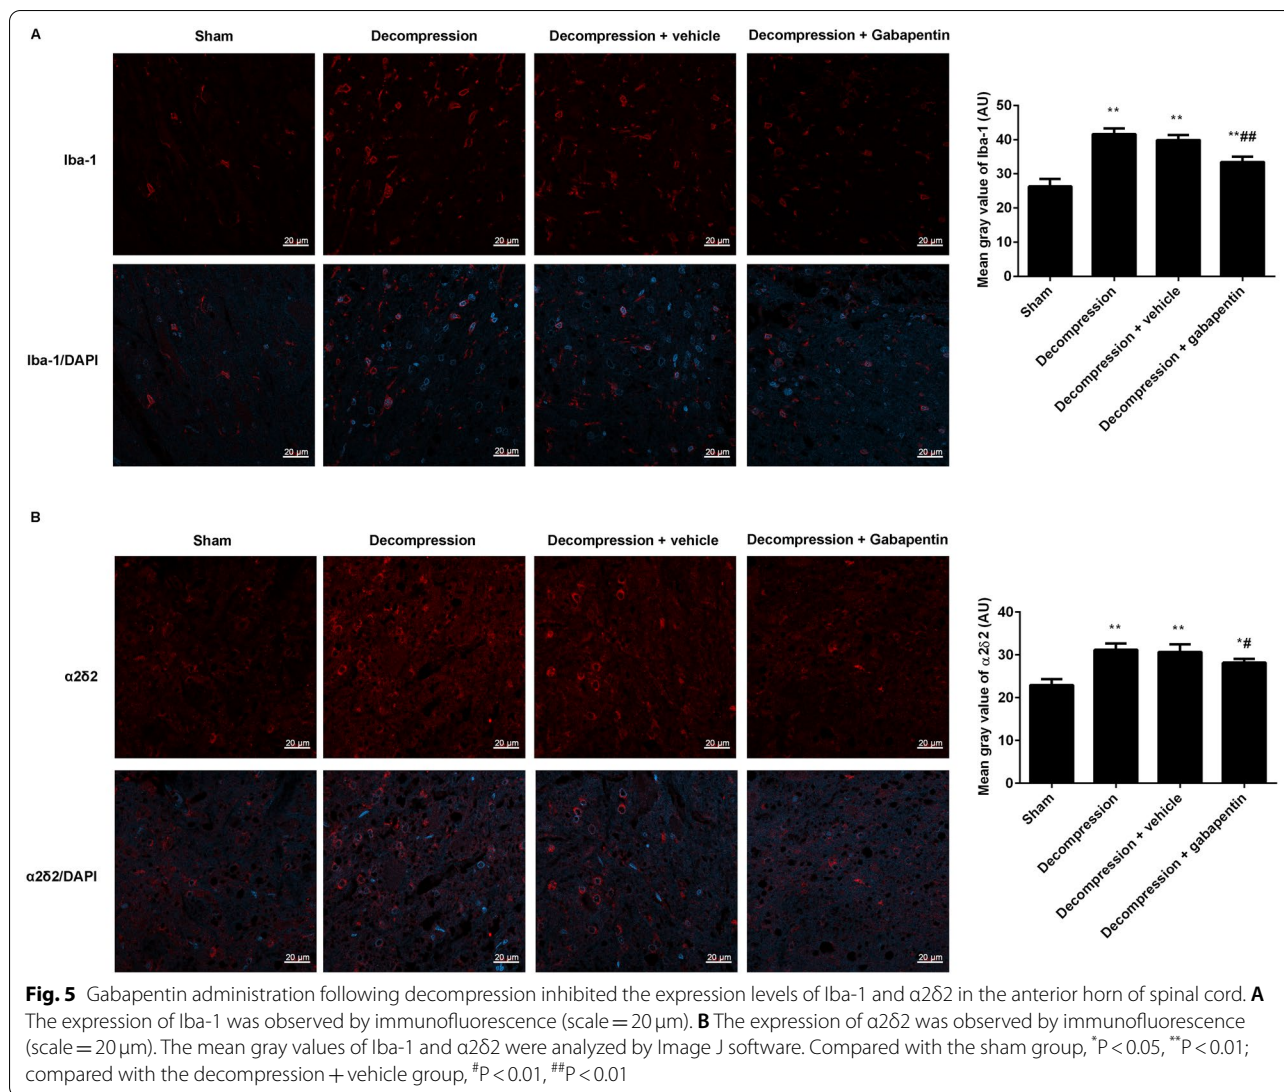 A
Sham
Decompression
Decompression + vehicle
Decompression + Gabapentin
Iba-1
20 µm
20 µm
20 µm
20 µm
Iba-1/DAPI
20 µm
20 µm
20 µm
20 µm
Mean gray value of Iba-1 (AU)
50
40
30
20
10
0
**
**
**##
Sham
Decompression
Decompression + vehicle
Decompression + gabapentin
B
Sham
Decompression
Decompression + vehicle
Decompression + Gabapentin
α2δ2
20 µm
20 µm
20 µm
20 µm
α2δ2/DAPI
20 µm
20 µm
20 µm
20 µm
Mean gray value of α2δ2 (AU)
40
30
20
10
0
**
**
*#
Sham
Decompression
Decompression + vehicle
Decompression + gabapentin
Fig. 5 Gabapentin administration following decompression inhibited the expression levels of Iba-1 and α2δ2 in the anterior horn of spinal cord. A
The expression of Iba-1 was observed by immunofluorescence (scale = 20 µm). B The expression of α2δ2 was observed by immunofluorescence
(scale = 20 µm). The mean gray values of Iba-1 and α2δ2 were analyzed by Image J software. Compared with the sham group, *P < 0.05, **P < 0.01;
compared with the decompression + vehicle group, #P < 0.01, ##P < 0.01